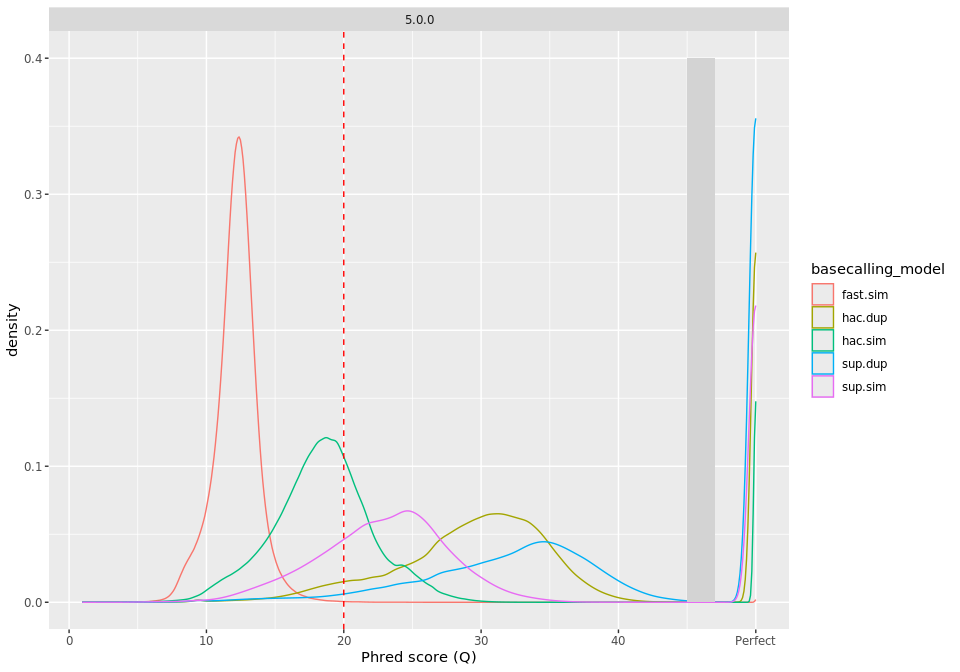 5.0.0
0.4
0.3
0.2
0.1
0.0
density
0
10
20
30
40
Perfect
Phred score (Q)
basecalling_model
fast.sim
hac.dup
hac.sim
sup.dup
sup.sim